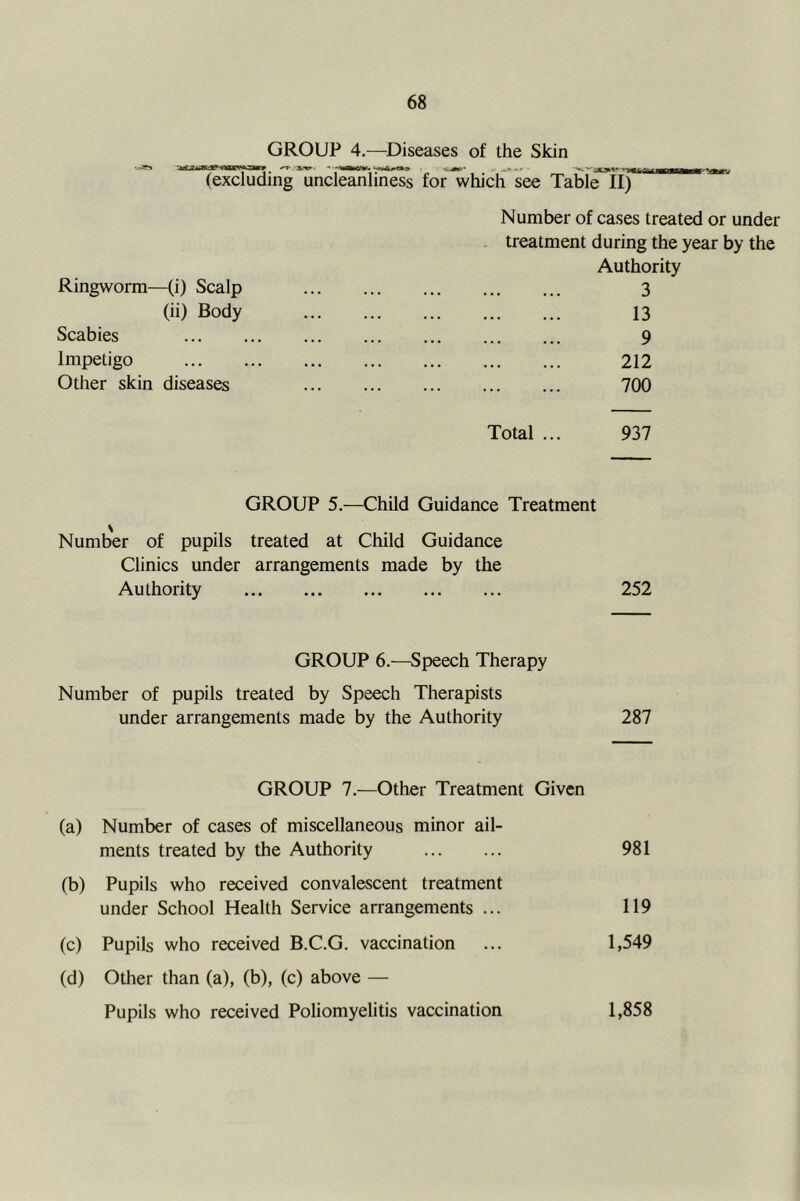 68
GROUP 4.—Diseases of the Skin
(excluding uncleanliness for which see Table II)
Number of cases treated or under
treatment during the year by the
Authority
Ringworm—(i) Scalp ... ... ... ... ... 3
(ii) Body ... ... ... ... ... 13
Scabies ... ... ... ... ... ... ... 9
Impetigo ... ... ... ... ... ... ... 212
Other skin diseases ... ... ... ... ... 700
Total ... 937
GROUP 5.—Child Guidance Treatment
Number of pupils treated at Child Guidance
Clinics under arrangements made by the
Authority ... ... ... ... ... 252
GROUP 6.—Speech Therapy
Number of pupils treated by Speech Therapists
under arrangements made by the Authority 287
GROUP 7.—Other Treatment Given
(a) Number of cases of miscellaneous minor ail-
ments treated by the Authority ... ... 981
(b) Pupils who received convalescent treatment
under School Health Service arrangements ... 119
(c) Pupils who received B.C.G. vaccination ... 1,549
(d) Other than (a), (b), (c) above —
Pupils who received Poliomyelitis vaccination 1,858